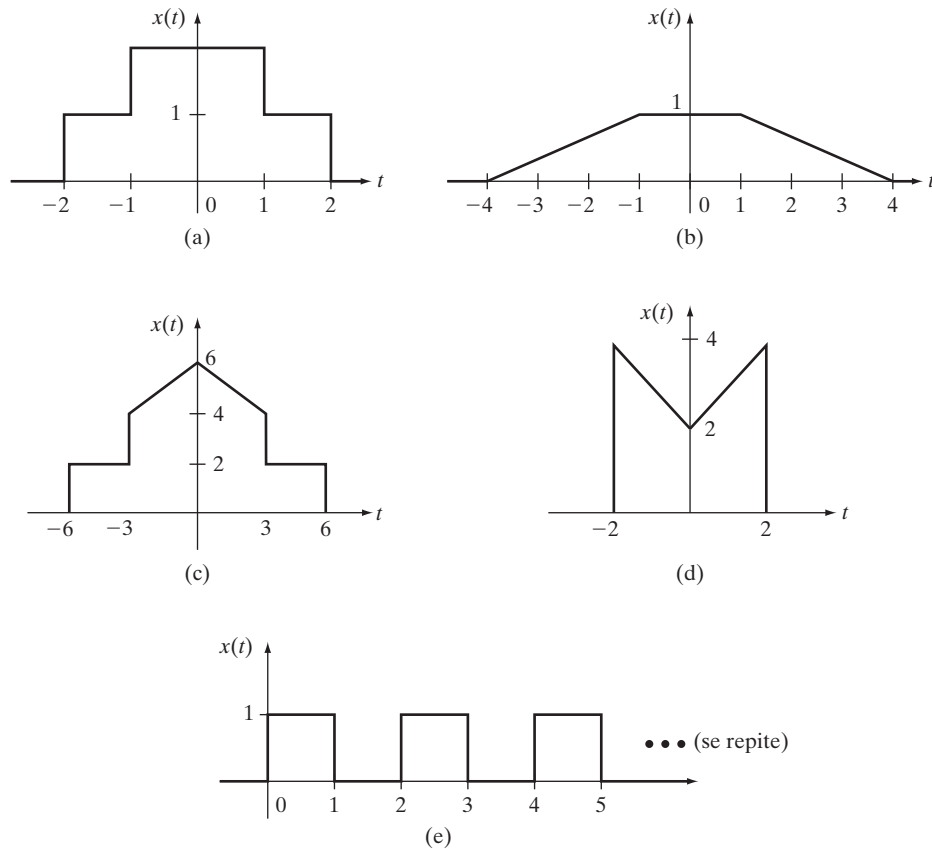 x(t)
1
t
−2 −1 0 1 2
(a)
x(t)
1
t
−4 −3 −2 −1 0 1 2 3 4
(b)
x(t)
6
4
2
t
−6 −3 3 6
(c)
x(t)
4
2
t
−2 2
(d)
x(t)
1
••• (se repite)
0 1 2 3 4 5
(e)